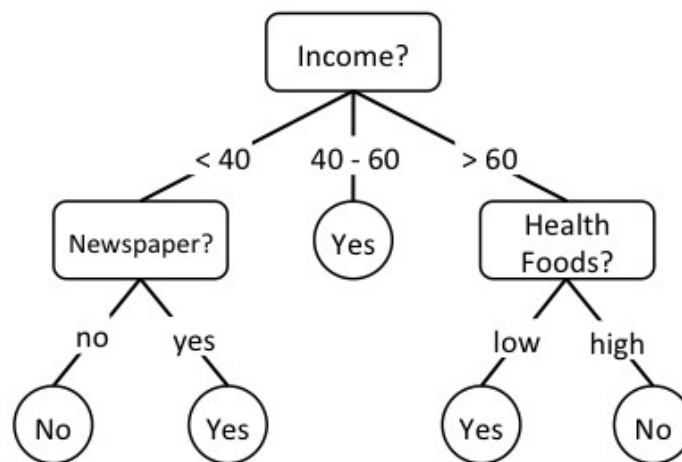 Income?
< 40
40 - 60
> 60
Newspaper?
Yes
Health
Foods?
no
yes
low
high
No
Yes
Yes
No